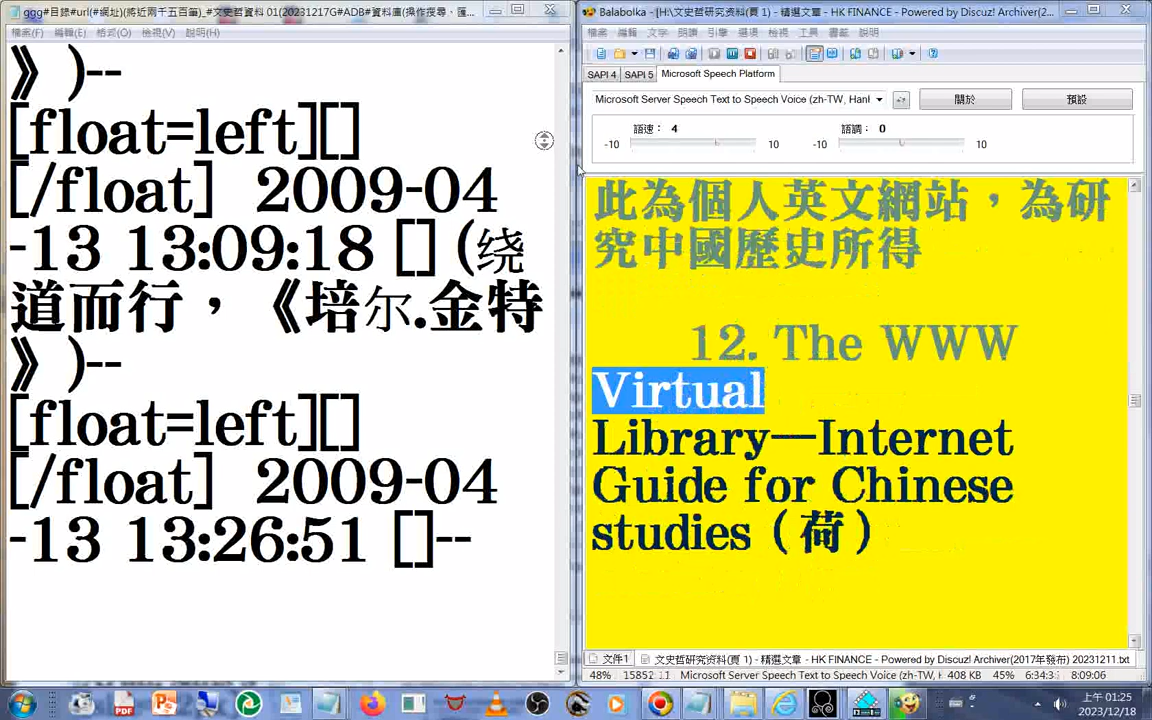 ggg#目錄#url(#網址)(將近兩千五百筆)_#文史哲資料 01(20231217G#ADB#資料庫(操作搜尋、匯...
檔案(F) 編輯(E) 格式(O) 檢視(V) 說明(H)
》)--
[float=left][]
[/float] 2009-04
-13 13:09:18 [] (绕
道而行，《培尔.金特
》)--
[float=left][]
[/float] 2009-04
-13 13:26:51 []--
Balabolka - [H:\文史哲研究资料(頁 1) - 精選文章 - HK FINANCE - Powered by Discuz! Archiver(2...
檔案 編輯 文字 朗讀 引擎 選項 檢視 工具 書籤 說明
SAPI 4 SAPI 5 Microsoft Speech Platform
Microsoft Server Speech Text to Speech Voice (zh-TW, Hanl
關於 預設
語速： 4 語調： 0
-10 10 -10 10
此為個人英文網站，為研
究中國歷史所得
12. The WWW
Virtual
Library—Internet
Guide for Chinese
studies（荷）
文件1 文史哲研究资料(頁 1) - 精選文章 - HK FINANCE - Powered by Discuz! Archiver(2017年發布) 20231211.txt
48% Microsoft Server Speech Text to Speech Voice (zh-TW, H 408 KB 45% 6:34:3 8:09:06
上午 01:25
2023/12/18